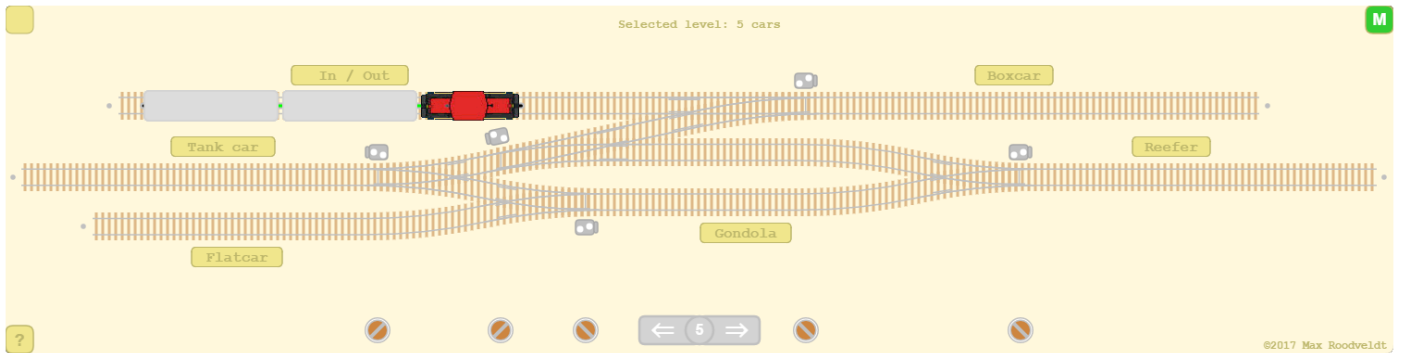 Selected level: 5 cars
M
In / Out
Boxcar
Tank car
Reefer
Gondola
Flatcar
?
← 5 →
©2017 Max Roodveldt